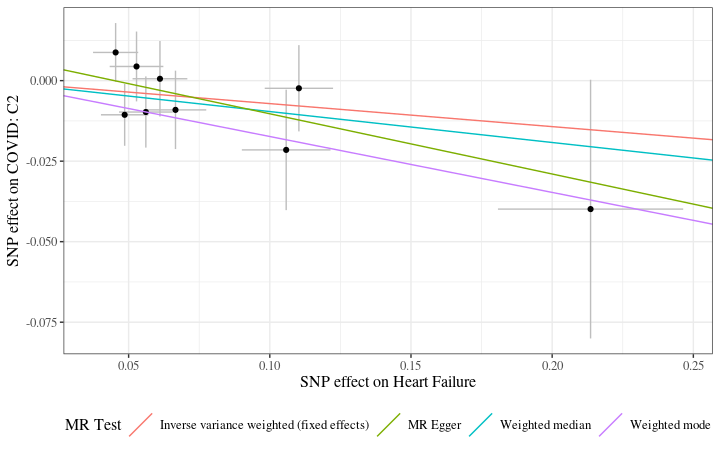 SNP effect on COVID: C2
0.000
-0.025
-0.050
-0.075
0.05 0.10 0.15 0.20 0.25
SNP effect on Heart Failure
MR Test Inverse variance weighted (fixed effects) MR Egger Weighted median Weighted mode